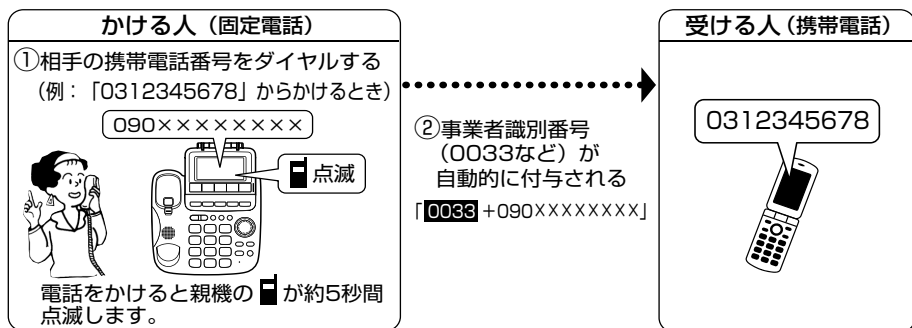 かける人（固定電話）
①相手の携帯電話番号をダイヤルする
（例：「0312345678」からかけるとき）
090××××××××
点滅
電話をかけると親機の が約5秒間
点滅します。
②事業者識別番号
（0033など）が
自動的に付与される
「0033+090××××××××」
受ける人（携帯電話）
0312345678